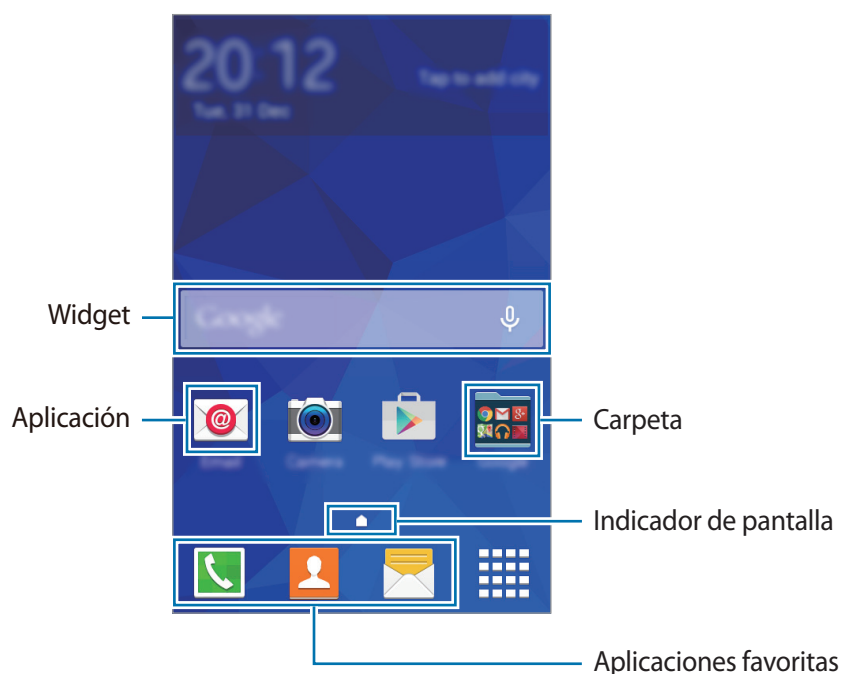 20 12
Tap to add city
Tue, 31 Dec
Widget
Google
Aplicación
Carpeta
Email
Camera
Play Store
Google
Indicador de pantalla
Aplicaciones favoritas